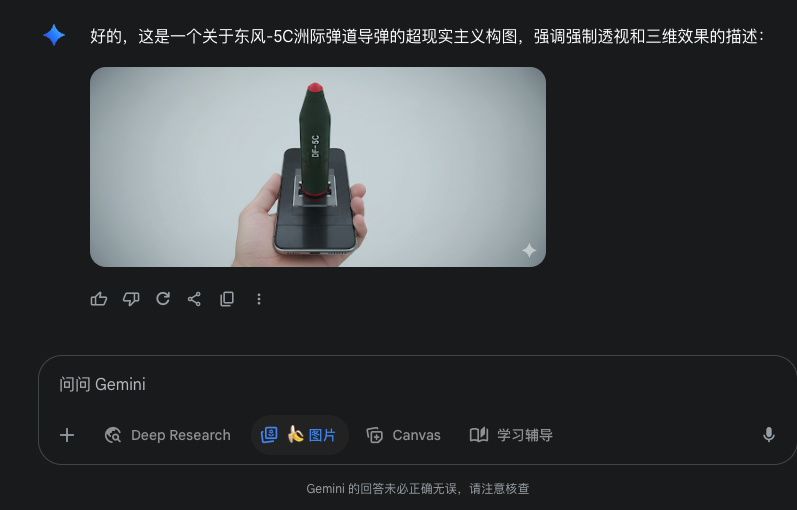 好的，这是一个关于东风-5C洲际弹道导弹的超现实主义构图，强调强制透视和三维效果的描述：
DF-5C
问问 Gemini
Deep Research
图片
Canvas
学习辅导
Gemini 的回答未必正确无误，请注意核查